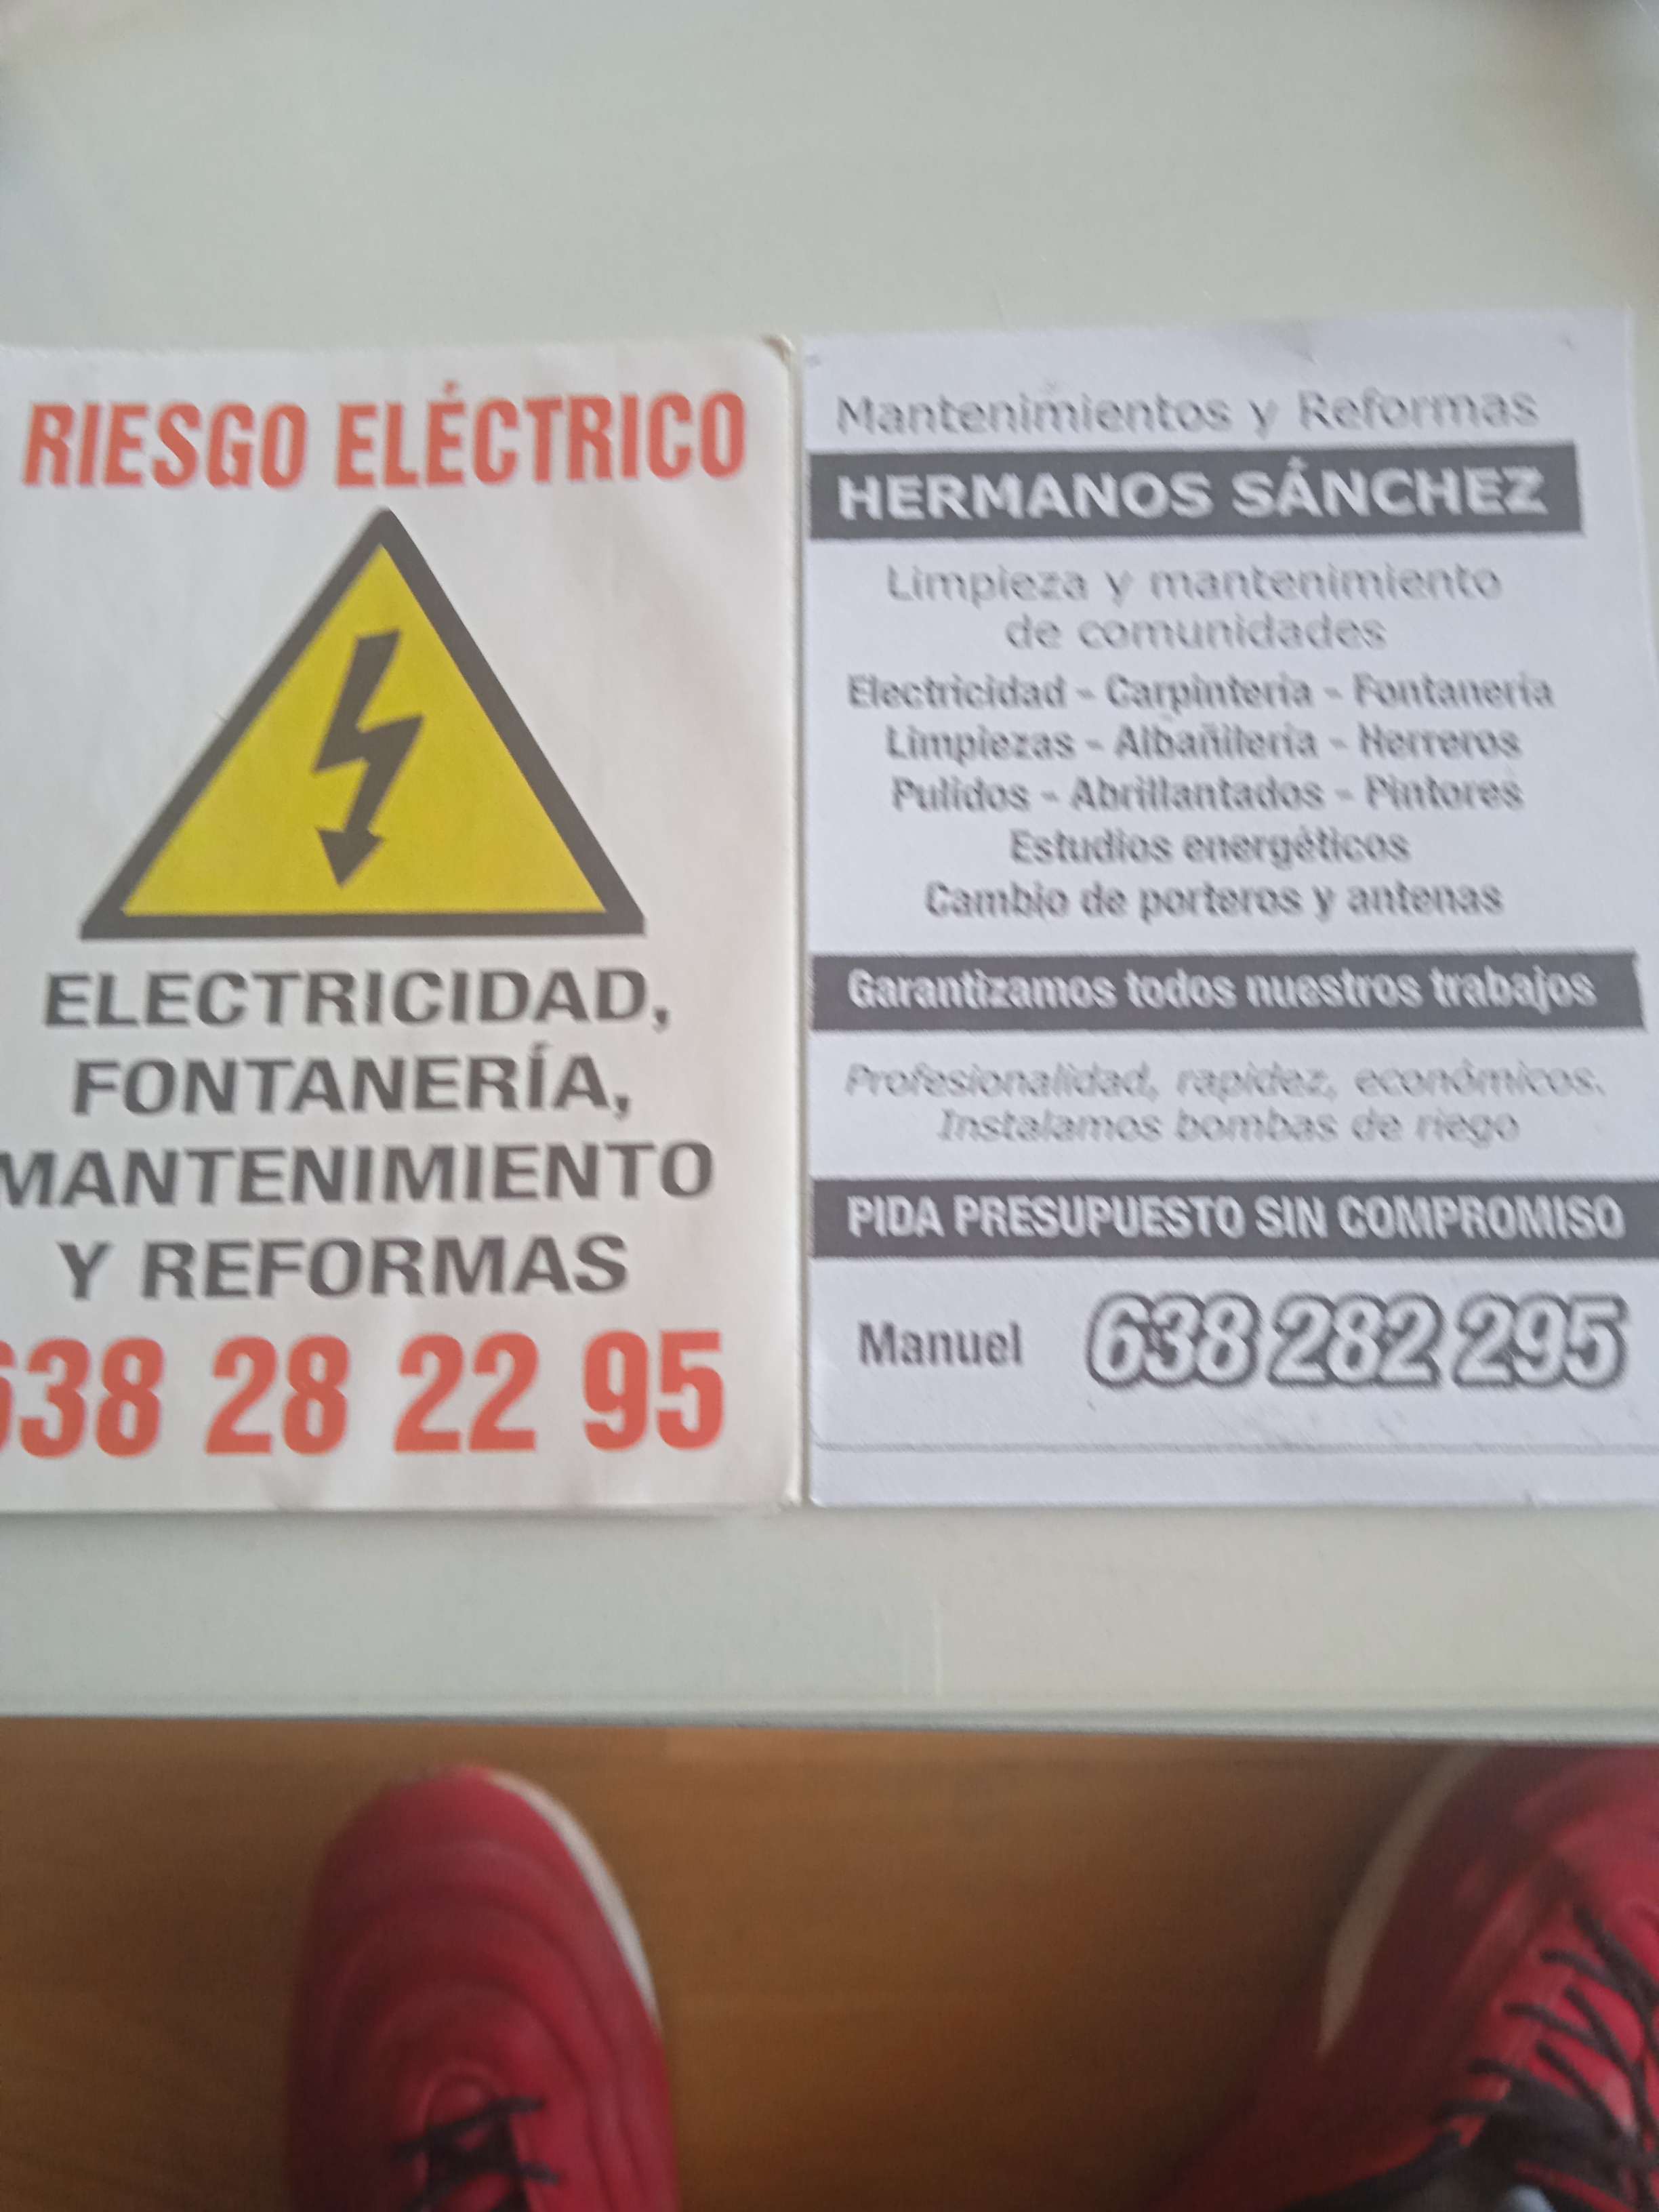 RIESGO ELÉCTRICO
ELECTRICIDAD,
FONTANERÍA,
MANTENIMIENTO
Y REFORMAS
638 28 22 95
Mantenimientos y Reformas
HERMANOS SÁNCHEZ
Limpieza y mantenimiento
de comunidades
Electricidad - Carpintería - Fontanería
Limpiezas - Albañilería - Herreros
Pulidos - Abrillantados - Pintores
Estudios energéticos
Cambio de porteros y antenas
Garantizamos todos nuestros trabajos
Profesionalidad, rapidez, económicos.
Instalamos bombas de riego
PIDA PRESUPUESTO SIN COMPROMISO
Manuel 638 282 295